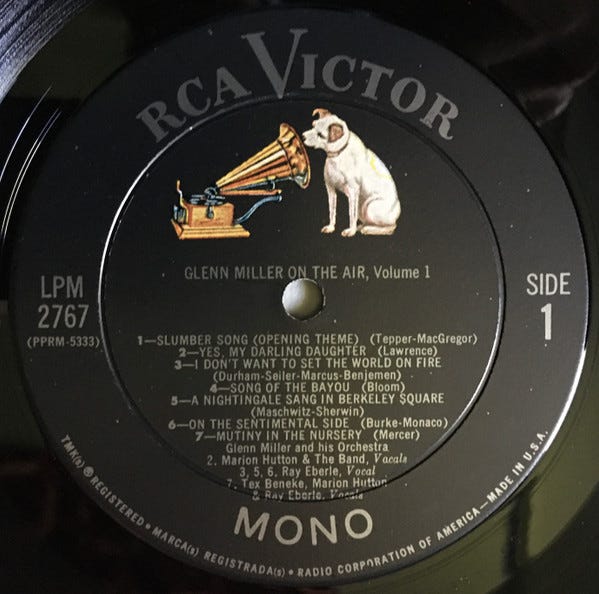 RCA VICTOR
GLENN MILLER ON THE AIR, Volume 1
LPM
2767
(PPRM-5333)
SIDE
1
1—SLUMBER SONG (OPENING THEME) (Tepper-MacGregor)
2—YES, MY DARLING DAUGHTER (Lawrence)
3—I DON'T WANT TO SET THE WORLD ON FIRE
(Durham-Seiler-Marcus-Benjemen)
4—SONG OF THE BAYOU (Bloom)
5—A NIGHTINGALE SANG IN BERKELEY SQUARE
(Maschwitz-Sherwin)
6—ON THE SENTIMENTAL SIDE (Burke-Monaco)
7—MUTINY IN THE NURSERY (Mercer)
Glenn Miller and his Orchestra
2. Marion Hutton & The Band, Vocals
3, 5, 6. Ray Eberle, Vocal
7. Tex Beneke, Marion Hutton
& Ray Eberle, Vocals
MONO
TMK(s) ® REGISTERED • MARCA(s) REGISTRADA(s) • RADIO CORPORATION OF AMERICA—MADE IN U.S.A.